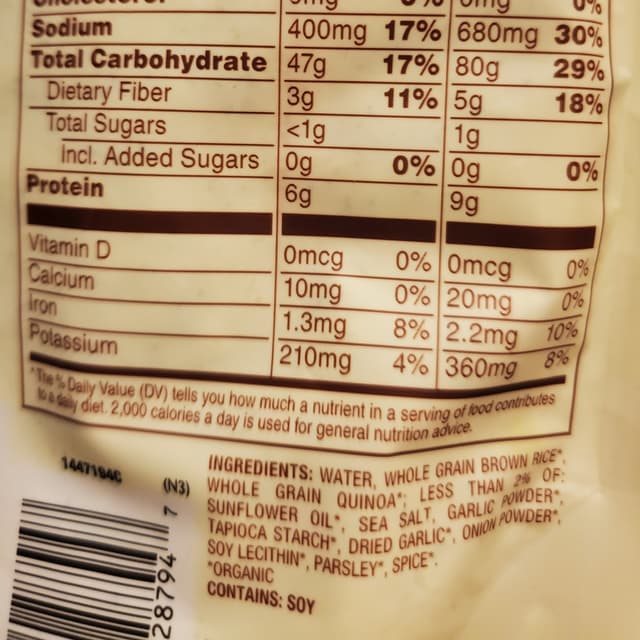 Sodium 400mg 17% 680mg 30%
Total Carbohydrate 47g 17% 80g 29%
Dietary Fiber 3g 11% 5g 18%
Total Sugars <1g 1g
Incl. Added Sugars 0g 0% 0g 0%
Protein 6g 9g
Vitamin D 0mcg 0% 0mcg 0%
Calcium 10mg 0% 20mg 0%
Iron 1.3mg 8% 2.2mg 10%
Potassium 210mg 4% 360mg 8%
*The % Daily Value (DV) tells you how much a nutrient in a serving of food contributes
to a daily diet. 2,000 calories a day is used for general nutrition advice.
1447194C
(N3)
28794 7
INGREDIENTS: WATER, WHOLE GRAIN BROWN RICE*,
WHOLE GRAIN QUINOA*; LESS THAN 2% OF:
SUNFLOWER OIL*, SEA SALT, GARLIC POWDER*,
TAPIOCA STARCH*, DRIED GARLIC*, ONION POWDER*,
SOY LECITHIN*, PARSLEY*, SPICE*.
*ORGANIC
CONTAINS: SOY